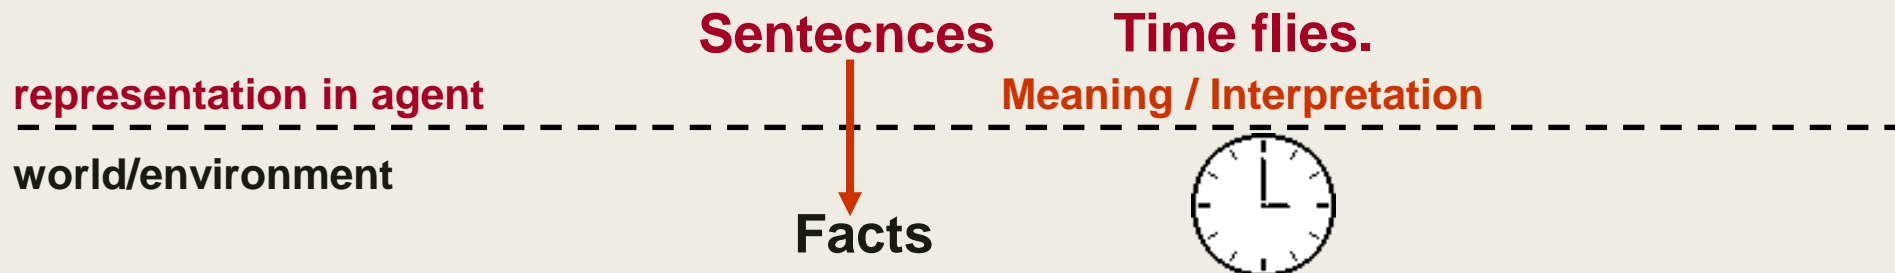 Sentecnces Time flies.
representation in agent Meaning / Interpretation
world/environment
Facts